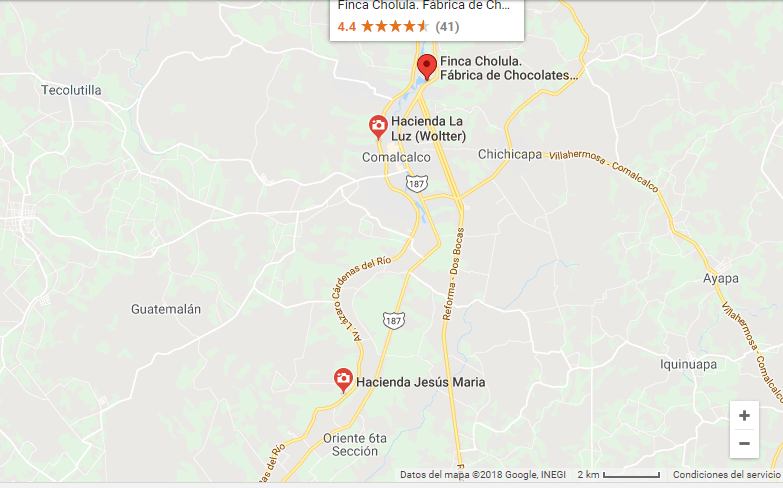 Finca Cholula. Fábrica de Ch...
4.4 (41)
Finca Cholula.
Fábrica de Chocolates...
Tecolutilla
Hacienda La
Luz (Woltter)
Comalcalco
Chichicapa
Villahermosa - Comalcalco
187
Reforma - Dos Bocas
Av. Lázaro Cárdenas del Río
Ayapa
Guatemalán
187
Villahermosa - Comalcalco
Iquinuapa
Hacienda Jesús Maria
+
Oriente 6ta
Sección
−
as del Río
F
Datos del mapa ©2018 Google, INEGI 2 km Condiciones del servicio